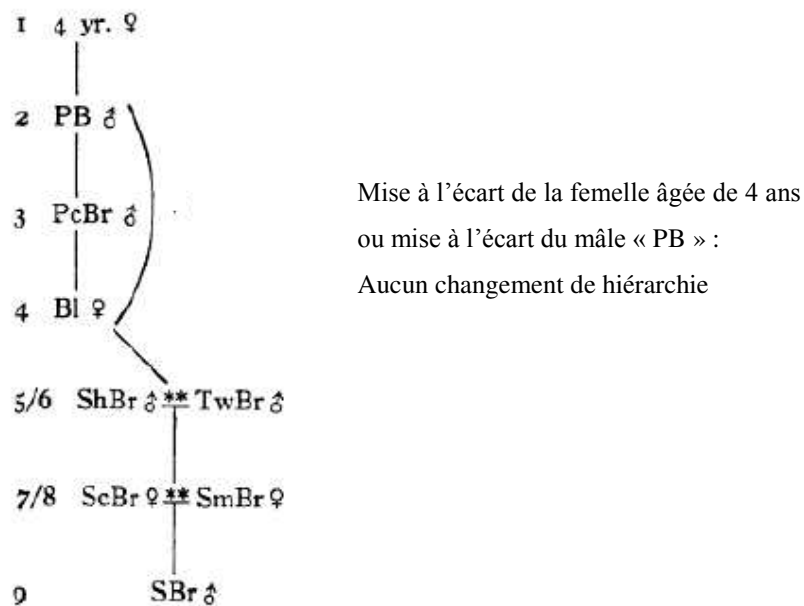 1 4 yr. ♀
2 PB ♂
3 PcBr ♂
4 Bl ♀
5/6 ShBr ♂ ** TwBr ♂
7/8 ScBr ♀ ** SmBr ♀
9 SBr ♂
Mise à l’écart de la femelle âgée de 4 ans
ou mise à l’écart du mâle « PB » :
Aucun changement de hiérarchie